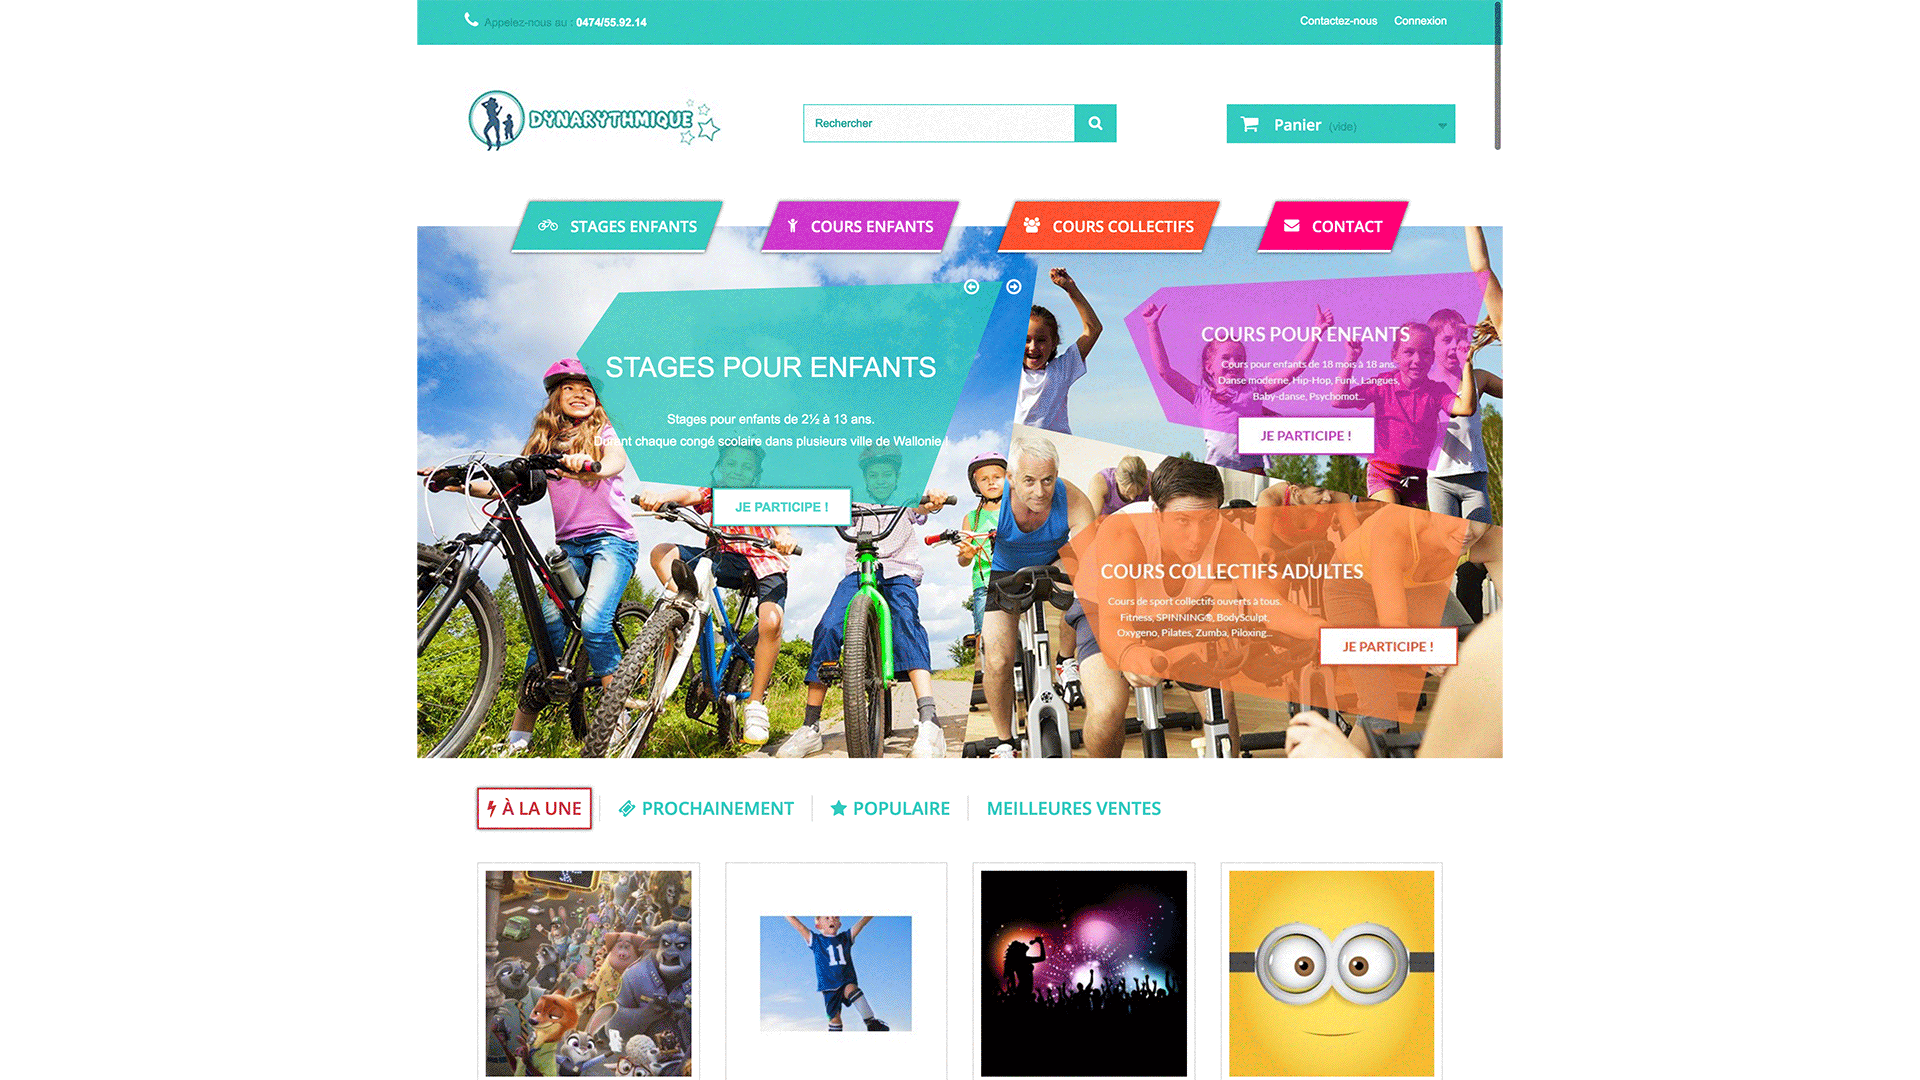 Appelez-nous au : 0474/55.92.14
Contactez-nous
Connexion
DYNARYTHMIQUE
Rechercher
Panier (vide)
STAGES ENFANTS
COURS ENFANTS
COURS COLLECTIFS
CONTACT
STAGES POUR ENFANTS
Stages pour enfants de 2½ à 13 ans.
Durant chaque congé scolaire dans plusieurs ville de Wallonie !
JE PARTICIPE !
COURS POUR ENFANTS
Cours pour enfants de 18 mois à 18 ans.
Danse moderne, Hip-Hop, Funk, Langues,
Baby-danse, Psychomot...
JE PARTICIPE !
COURS COLLECTIFS ADULTES
Cours de sport collectifs ouverts à tous.
Fitness, SPINNING®, BodySculpt,
Oxygeno, Pilates, Zumba, Piloxing...
JE PARTICIPE !
À LA UNE
PROCHAINEMENT
POPULAIRE
MEILLEURES VENTES
11